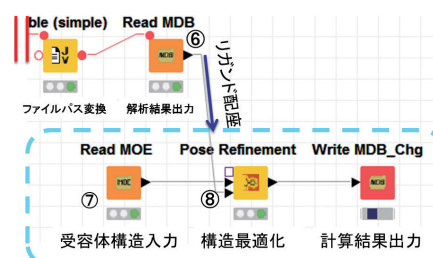 ble (simple) Read MDB
⑥
リガンド配座
ファイルパス変換 解析結果出力
Read MOE Pose Refinement Write MDB_Chg
⑦ ⑧
受容体構造入力 構造最適化 計算結果出力